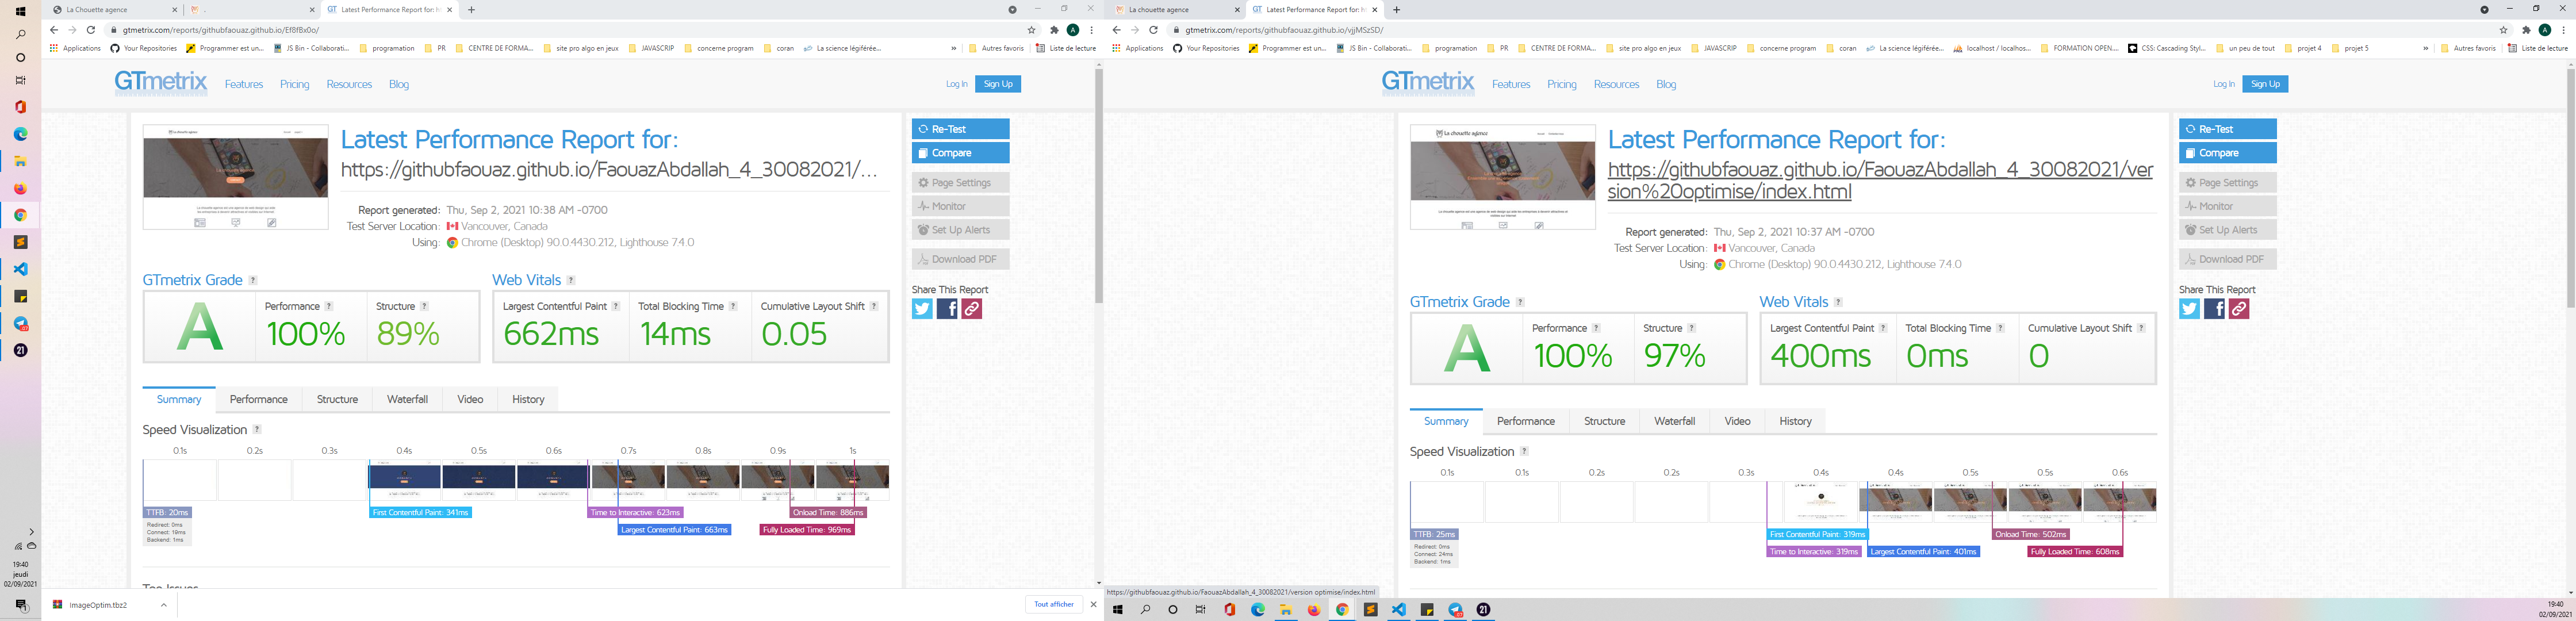 La Chouette agence
Latest Performance Report for: h
gtmetrix.com/reports/githubfaouaz.github.io/Ef8fBx0o/
Applications
Your Repositories
Programmer est un...
JS Bin - Collaborati...
programation
PR
CENTRE DE FORMA...
site pro algo en jeux
JAVASCRIP
concerne program
coran
La science légiférée...
»
Autres favoris
Liste de lecture
GTmetrix
Features
Pricing
Resources
Blog
Log In
Sign Up
Latest Performance Report for:
https://githubfaouaz.github.io/FaouazAbdallah_4_30082021/...
Report generated: Thu, Sep 2, 2021 10:38 AM -0700
Test Server Location: Vancouver, Canada
Using: Chrome (Desktop) 90.0.4430.212, Lighthouse 7.4.0
Re-Test
Compare
Page Settings
Monitor
Set Up Alerts
Download PDF
Share This Report
GTmetrix Grade ?
A
Performance ?
100%
Structure ?
89%
Web Vitals ?
Largest Contentful Paint ?
662ms
Total Blocking Time ?
14ms
Cumulative Layout Shift ?
0.05
Summary
Performance
Structure
Waterfall
Video
History
Speed Visualization ?
0.1s
0.2s
0.3s
0.4s
0.5s
0.6s
0.7s
0.8s
0.9s
1s
TTFB: 20ms
Redirect: 0ms
Connect: 19ms
Backend: 1ms
First Contentful Paint: 341ms
Time to Interactive: 623ms
Largest Contentful Paint: 663ms
Onload Time: 886ms
Fully Loaded Time: 969ms
Top Issues
ImageOptim.tbz2
Tout afficher
19:40
jeudi
02/09/2021
La chouette agence
Latest Performance Report for: h
gtmetrix.com/reports/githubfaouaz.github.io/vjjMSzSD/
Applications
Your Repositories
Programmer est un...
JS Bin - Collaborati...
programation
PR
CENTRE DE FORMA...
site pro algo en jeux
JAVASCRIP
concerne program
coran
La science légiférée...
localhost / localhos...
FORMATION OPEN....
CSS: Cascading Styl...
un peu de tout
projet 4
projet 5
»
Autres favoris
Liste de lecture
GTmetrix
Features
Pricing
Resources
Blog
Log In
Sign Up
La chouette agence
Latest Performance Report for:
https://githubfaouaz.github.io/FaouazAbdallah_4_30082021/ver
sion%20optimise/index.html
Report generated: Thu, Sep 2, 2021 10:37 AM -0700
Test Server Location: Vancouver, Canada
Using: Chrome (Desktop) 90.0.4430.212, Lighthouse 7.4.0
Re-Test
Compare
Page Settings
Monitor
Set Up Alerts
Download PDF
Share This Report
GTmetrix Grade ?
A
Performance ?
100%
Structure ?
97%
Web Vitals ?
Largest Contentful Paint ?
400ms
Total Blocking Time ?
0ms
Cumulative Layout Shift ?
0
Summary
Performance
Structure
Waterfall
Video
History
Speed Visualization ?
0.1s
0.1s
0.2s
0.2s
0.3s
0.4s
0.4s
0.5s
0.5s
0.6s
TTFB: 25ms
Redirect: 0ms
Connect: 24ms
Backend: 1ms
First Contentful Paint: 319ms
Time to Interactive: 319ms
Largest Contentful Paint: 401ms
Onload Time: 502ms
Fully Loaded Time: 608ms
https://githubfaouaz.github.io/FaouazAbdallah_4_30082021/version optimise/index.html
19:40
02/09/2021